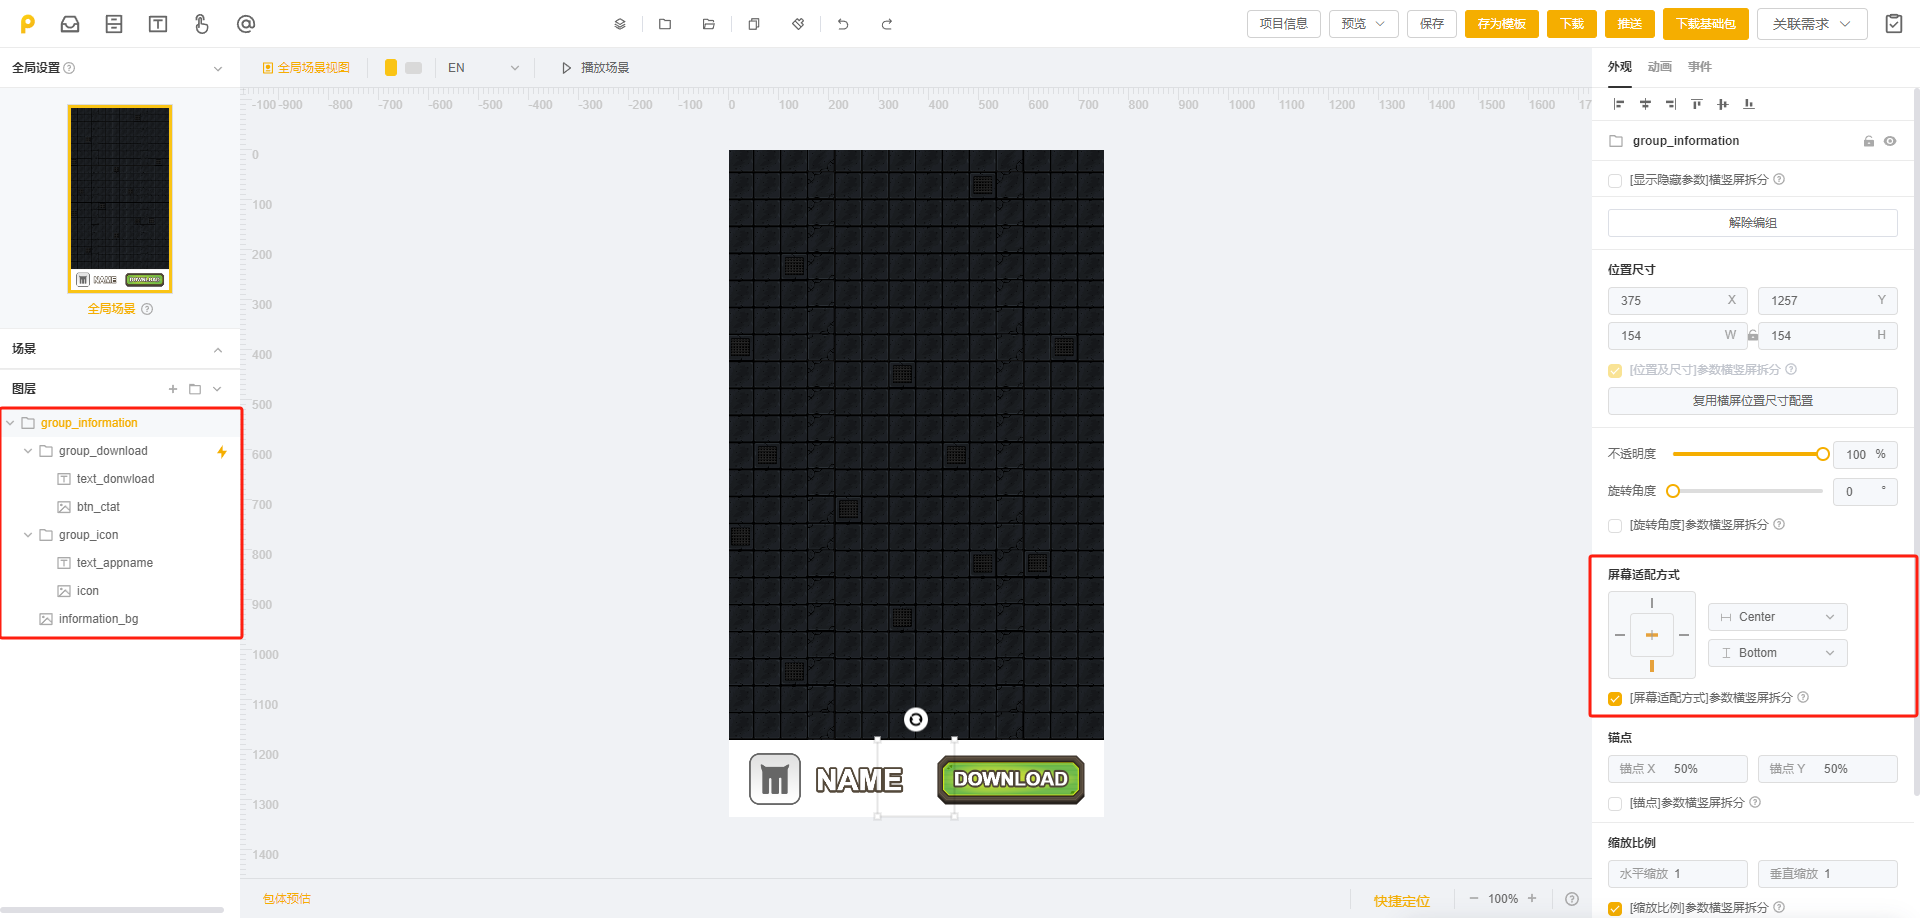 项目信息
预览
保存
存为模板
下载
推送
下载基础包
关联需求
全局设置
全局场景视图
EN
播放场景
外观 动画 事件
-100 -900 -800 -700 -600 -500 -400 -300 -200 -100 0 100 200 300 400 500 600 700 800 900 1000 1100 1200 1300 1400 1500 1600 17
0
100
200
300
400
500
600
700
800
900
1000
1100
1200
1300
1400
NAME
DOWNLOAD
全局场景
场景
图层
group_information
group_download
text_donwload
btn_ctat
group_icon
text_appname
icon
information_bg
NAME
DOWNLOAD
包体预估
快捷定位
100%
group_information
[显示隐藏参数]横竖屏拆分
解除编组
位置尺寸
375 X 1257 Y
154 W 154 H
[位置及尺寸]参数横竖屏拆分
复用横屏位置尺寸配置
不透明度 100 %
旋转角度 0 °
[旋转角度]参数横竖屏拆分
屏幕适配方式
Center
Bottom
[屏幕适配方式]参数横竖屏拆分
锚点
锚点 X 50% 锚点 Y 50%
[锚点]参数横竖屏拆分
缩放比例
水平缩放 1 垂直缩放 1
[缩放比例]参数横竖屏拆分